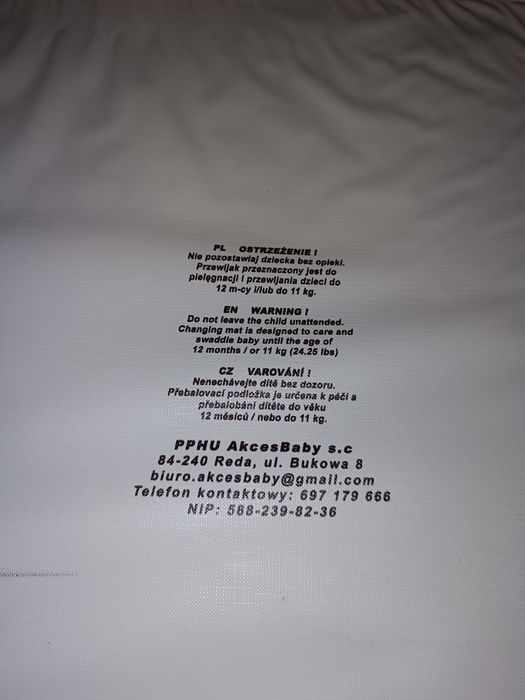 PL OSTRZEŻENIE !
Nie pozostawiaj dziecka bez opieki.
Przewijak przeznaczony jest do
pielęgnacji i przewijania dzieci do
12 m-cy i/lub do 11 kg.
EN WARNING !
Do not leave the child unattended.
Changing mat is designed to care and
swaddle baby until the age of
12 months / or 11 kg (24.25 lbs)
CZ VAROVÁNÍ !
Nenechávejte dítě bez dozoru.
Přebalovací podložka je určena k péči a
přebalobání dítěte do věku
12 měsíců / nebo do 11 kg.
PPHU AkcesBaby s.c
84-240 Reda, ul. Bukowa 8
biuro.akcesbaby@gmail.com
Telefon kontaktowy: 697 179 666
NIP: 588-239-82-36